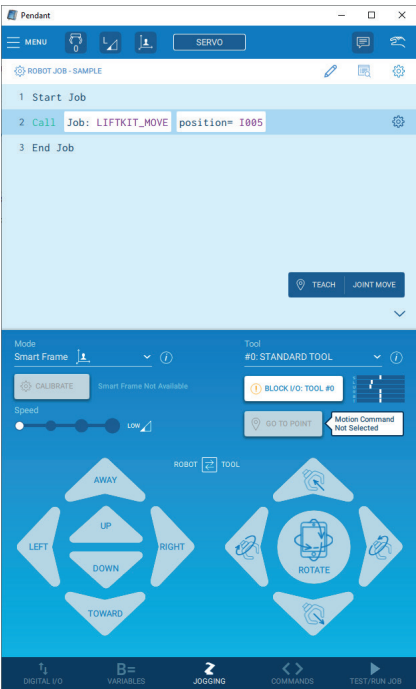 Pendant
MENU
0
SERVO
ROBOT JOB - SAMPLE
1 Start Job
2 Call Job: LIFTKIT_MOVE position= I005
3 End Job
TEACH JOINT MOVE
Mode
Smart Frame
Tool
#0: STANDARD TOOL
CALIBRATE
Smart Frame Not Available
BLOCK I/O: TOOL #0
Speed
LOW
GO TO POINT
Motion Command
Not Selected
ROBOT TOOL
AWAY
UP
LEFT
RIGHT
DOWN
TOWARD
ROTATE
DIGITAL I/O
VARIABLES
JOGGING
COMMANDS
TEST/RUN JOB